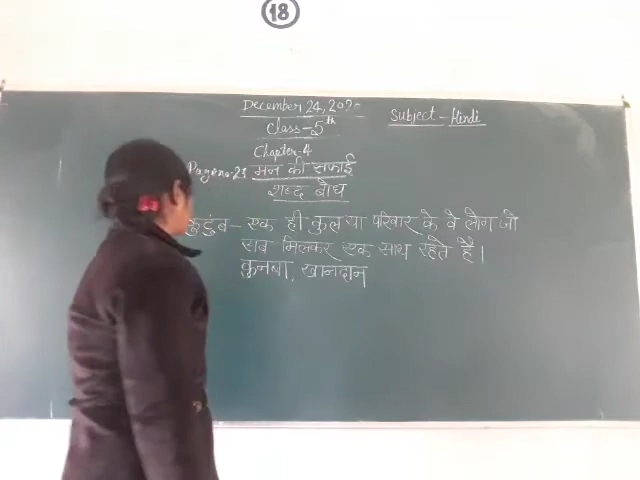 18
December 24, 2020
Subject - Hindi
Class - 5th
Chapter-4
Page no-23 मन की सफाई
शब्द बोध
कुटुंब - एक ही कुल या परिवार के वे लोग जो
सब मिलकर एक साथ रहते है।
कुनबा, खानदान